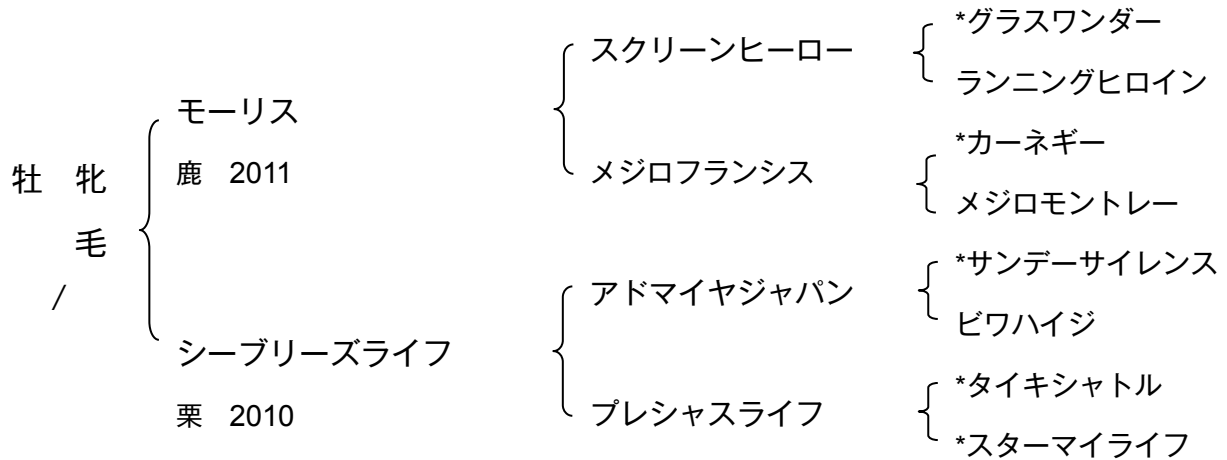 牡 牝
毛
/
モーリス
鹿 2011
シーブリーズライフ
栗 2010
スクリーンヒーロー
メジロフランシス
アドマイヤジャパン
プレシャスライフ
*グラスワンダー
ランニングヒロイン
*カーネギー
メジロモントレー
*サンデーサイレンス
ビワハイジ
*タイキシャトル
*スターマイライフ